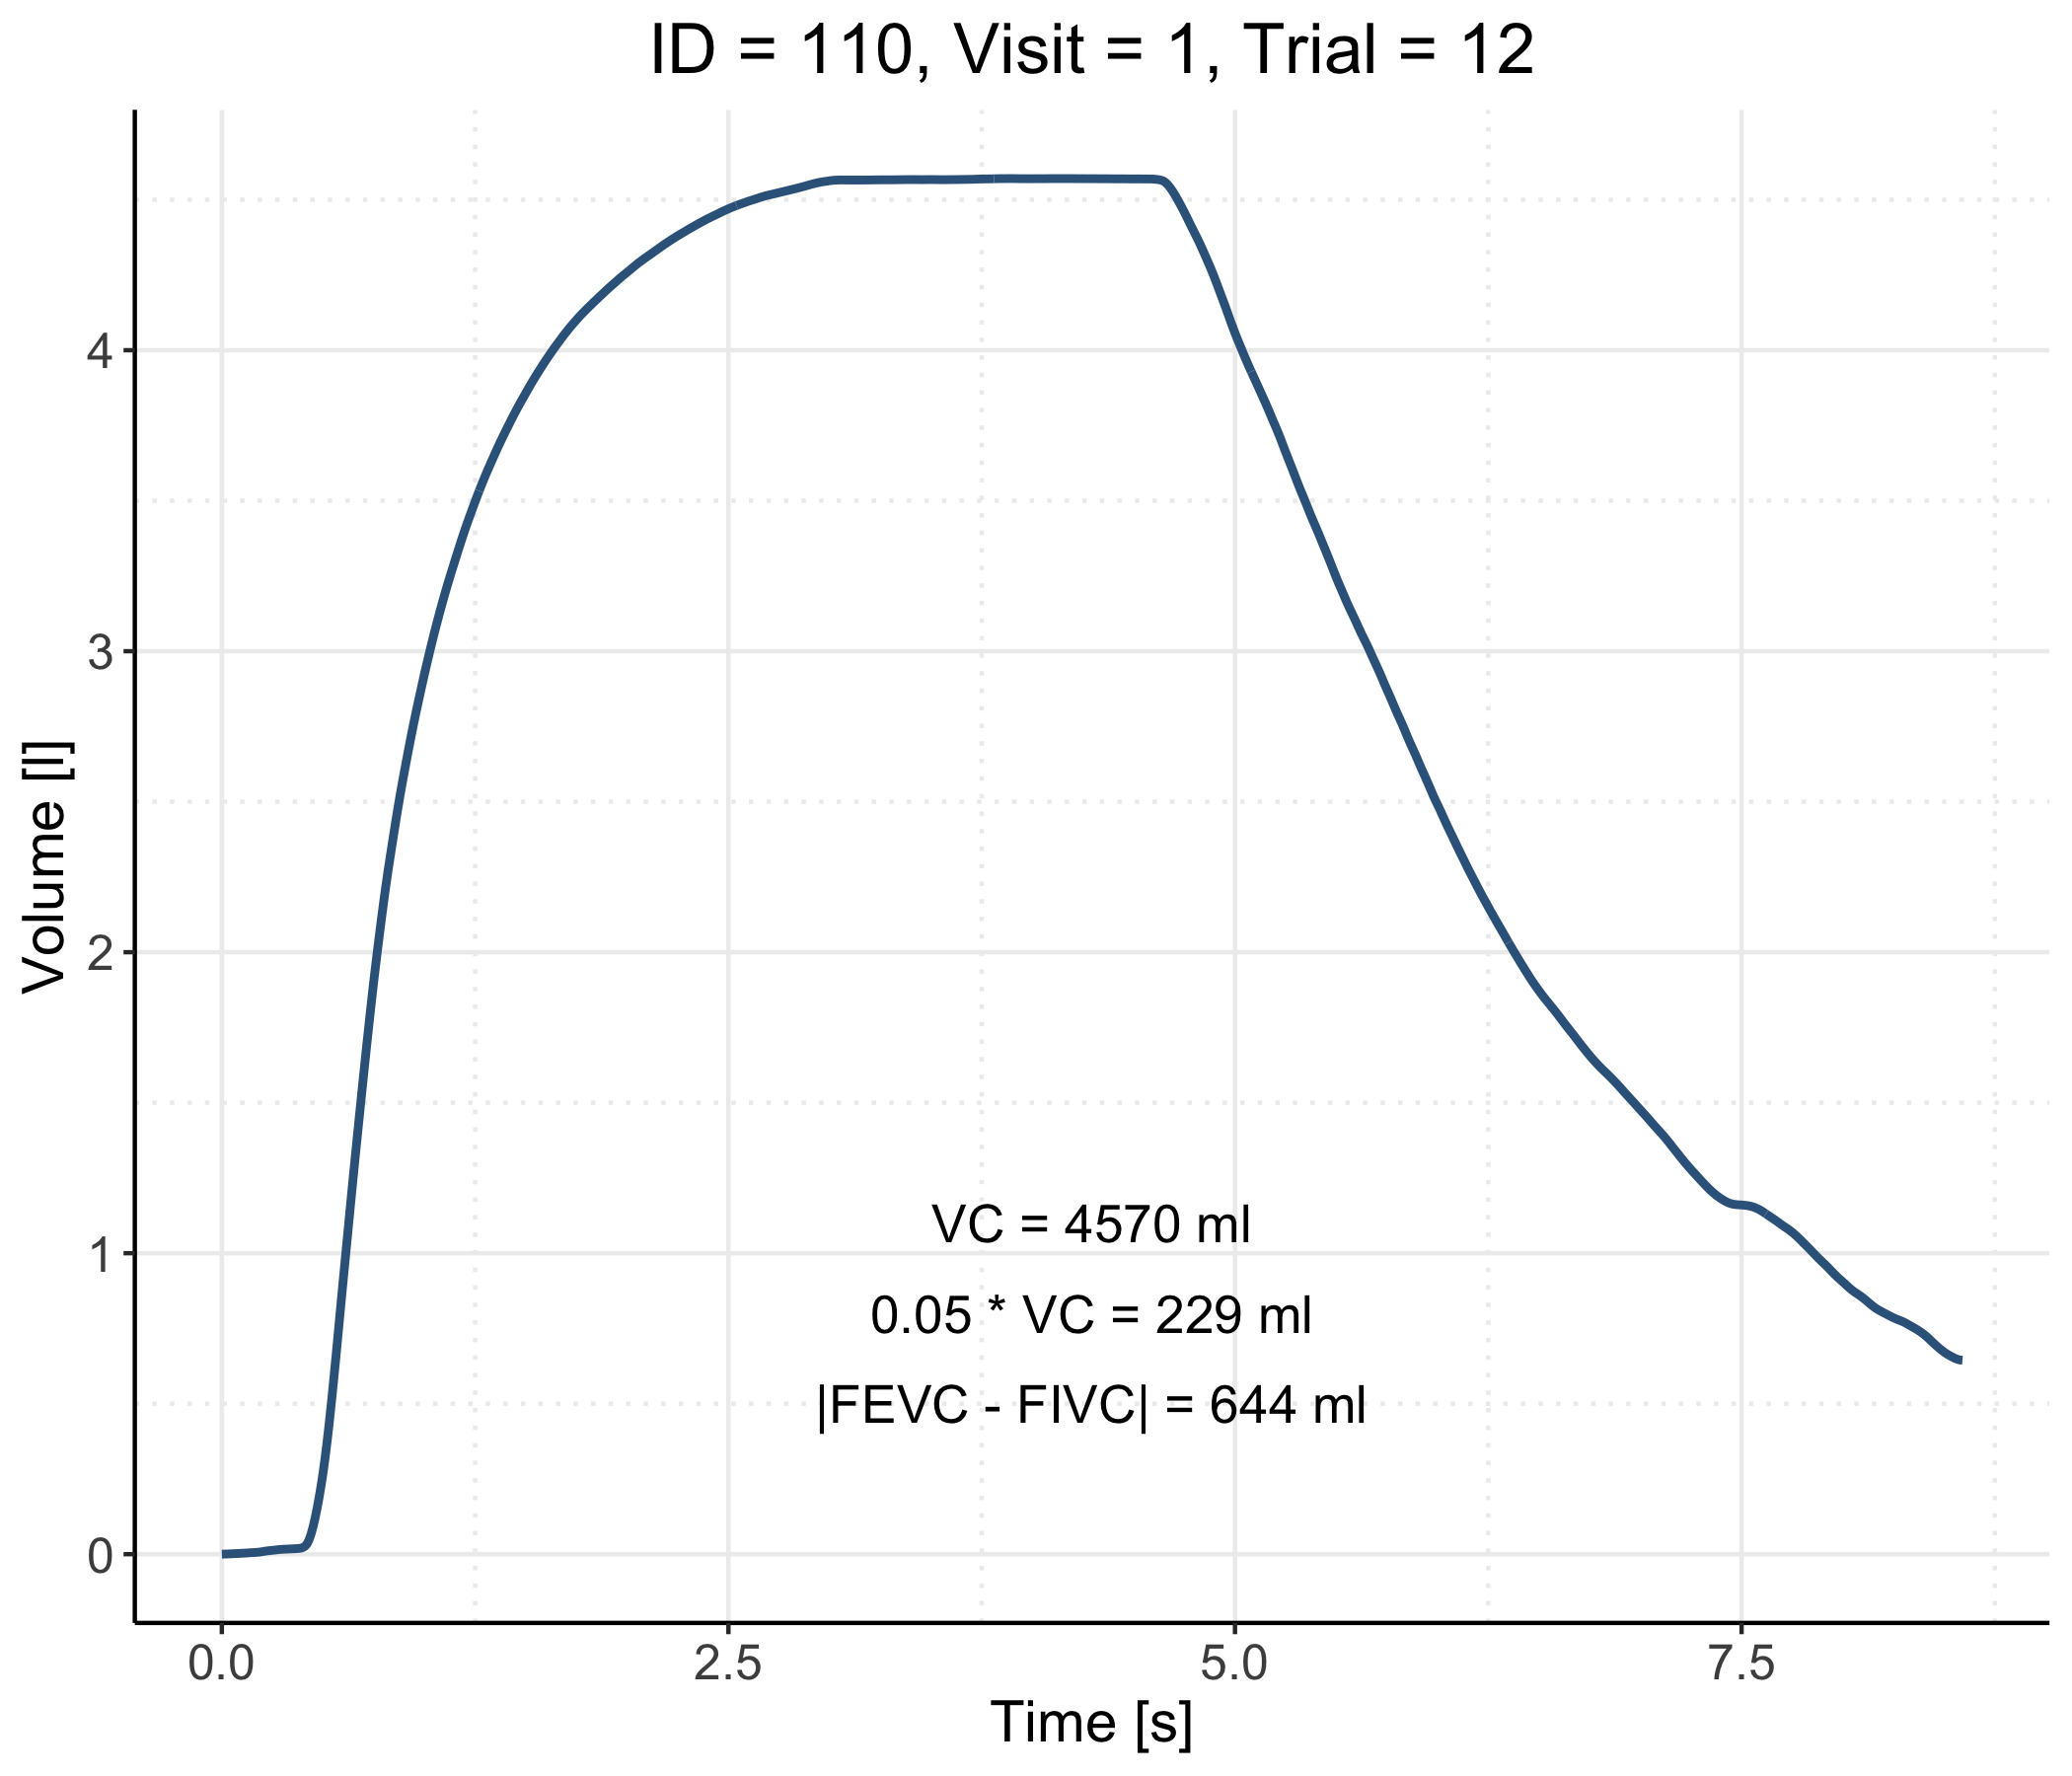 ID = 110, Visit = 1, Trial = 12
Volume [l]
4
3
2
1
0
VC = 4570 ml
0.05 * VC = 229 ml
|FEVC - FIVC| = 644 ml
0.0 2.5 5.0 7.5
Time [s]